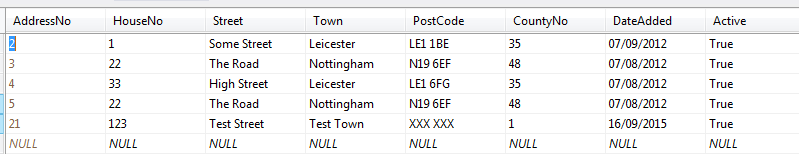 AddressNo HouseNo Street Town PostCode CountyNo DateAdded Active
2 1 Some Street Leicester LE1 1BE 35 07/09/2012 True
3 22 The Road Nottingham N19 6EF 48 07/08/2012 True
4 33 High Street Leicester LE1 6FG 35 07/08/2012 True
5 22 The Road Nottingham N19 6EF 48 07/08/2012 True
21 123 Test Street Test Town XXX XXX 1 16/09/2015 True
NULL NULL NULL NULL NULL NULL NULL NULL